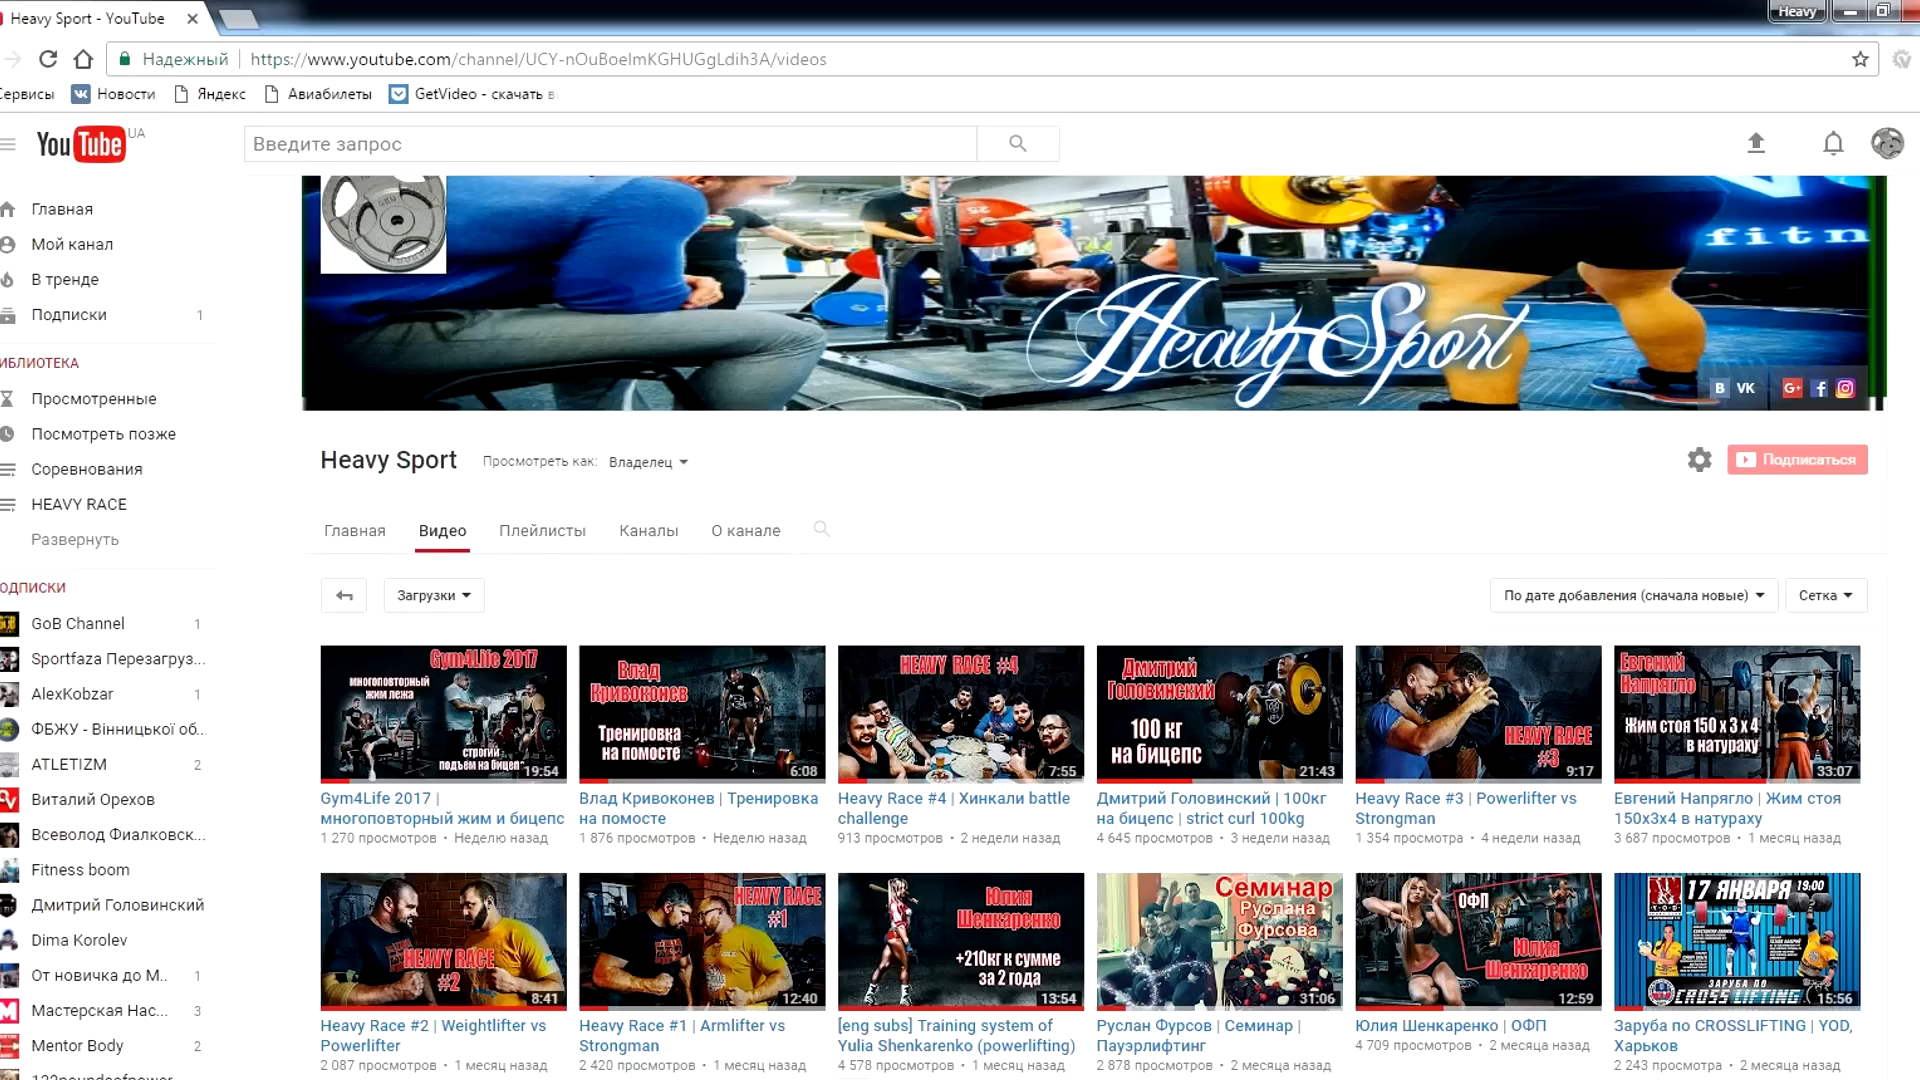 Heavy Sport - YouTube
Heavy
Надежный
https://www.youtube.com/channel/UCY-nOuBoelmKGHUGgLdih3A/videos
ервисы
Новости
Яндекс
Авиабилеты
GetVideo - скачать в
YouTube UA
Введите запрос
Главная
Мой канал
В тренде
Подписки 1
ИБЛИОТЕКА
Просмотренные
Посмотреть позже
Соревнования
HEAVY RACE
Развернуть
ОДПИСКИ
GoB Channel 1
Sportfaza Перезагруз...
AlexKobzar 1
ФБЖУ - Вінницької об...
ATLETIZM 2
Виталий Орехов
Всеволод Фиалковск...
Fitness boom
Дмитрий Головинский
Dima Korolev
От новичка до М.. 1
Мастерская Нас... 3
Mentor Body 2
fitn
Heavy Sport
B VK G+ f
Heavy Sport
Просмотреть как: Владелец
Подписаться
Главная
Видео
Плейлисты
Каналы
О канале
Загрузки
По дате добавления (сначала новые)
Сетка
Gym4Life 2017
многоповторный
жим лежа
строгий
подъем на бицепс
19:54
Gym4Life 2017 |
многоповторный жим и бицепс
1 270 просмотров • Неделю назад
Влад
Кривоконев
Тренировка
на помосте
6:08
Влад Кривоконев | Тренировка
на помосте
1 876 просмотров • Неделю назад
HEAVY RACE #4
7:55
Heavy Race #4 | Хинкали battle
challenge
913 просмотров • 2 недели назад
Дмитрий
Головинский
100 кг
на бицепс
21:43
Дмитрий Головинский | 100кг
на бицепс | strict curl 100kg
4 645 просмотров • 3 недели назад
HEAVY RACE
#3
9:17
Heavy Race #3 | Powerlifter vs
Strongman
1 354 просмотра • 4 недели назад
Евгений
Напрягло
Жим стоя 150 x 3 x 4
в натураху
33:07
Евгений Напрягло | Жим стоя
150x3x4 в натураху
3 687 просмотров • 1 месяц назад
HEAVY RACE
#2
8:41
Heavy Race #2 | Weightlifter vs
Powerlifter
2 087 просмотров • 1 месяц назад
HEAVY RACE
#1
12:40
Heavy Race #1 | Armlifter vs
Strongman
2 420 просмотров • 1 месяц назад
Юлия
Шенкаренко
+210кг к сумме
за 2 года
13:54
[eng subs] Training system of
Yulia Shenkarenko (powerlifting)
4 578 просмотров • 1 месяц назад
Семинар
Руслана
Фурсова
31:06
Руслан Фурсов | Семинар |
Пауэрлифтинг
2 878 просмотров • 2 месяца назад
ОФП
Юлия
Шенкаренко
12:59
Юлия Шенкаренко | ОФП
4 709 просмотров • 2 месяца назад
17 ЯНВАРЯ 19:00
ЗАРУБА ПО
CROSSLIFTING
15:56
Заруба по CROSSLIFTING | YOD,
Харьков
2 243 просмотра • 2 месяца назад